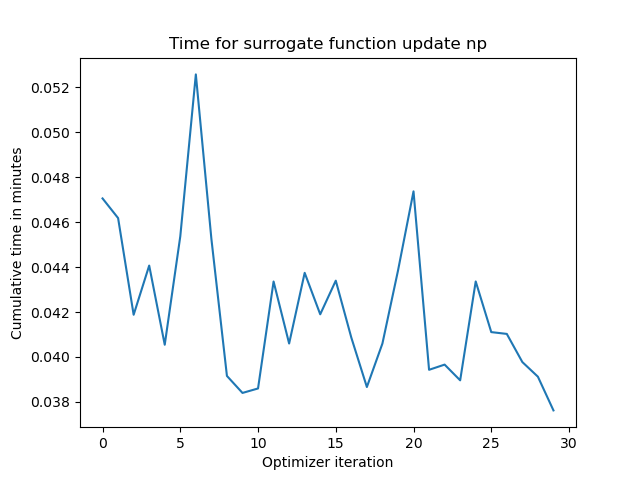 Time for surrogate function update np
0.052
0.050
0.048
0.046
0.044
0.042
0.040
0.038
Cumulative time in minutes
0 5 10 15 20 25 30
Optimizer iteration